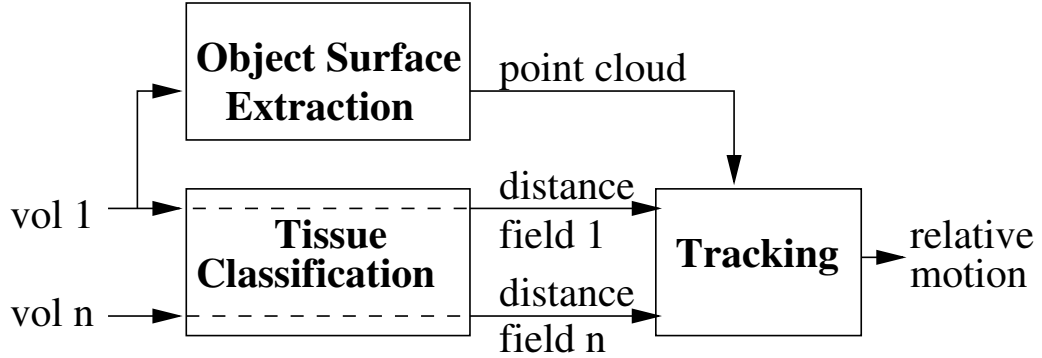 Object Surface
Extraction
point cloud
vol 1
Tissue
Classification
distance
field 1
Tracking
relative
motion
vol n
distance
field n